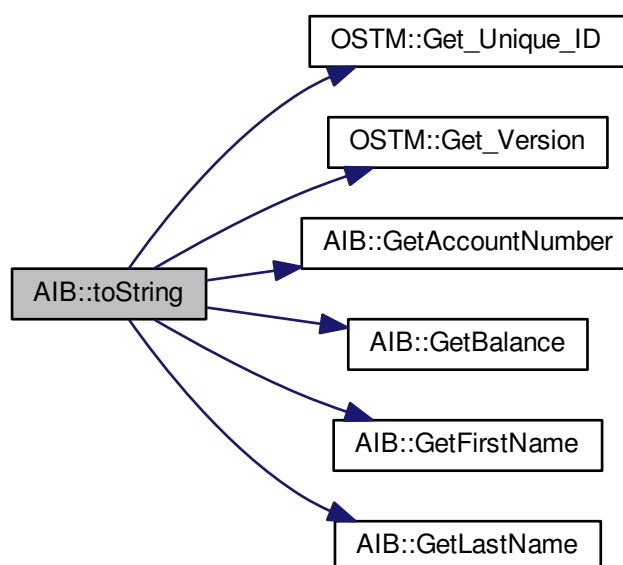 OSTM::Get_Unique_ID
OSTM::Get_Version
AIB::GetAccountNumber
AIB::toString
AIB::GetBalance
AIB::GetFirstName
AIB::GetLastName